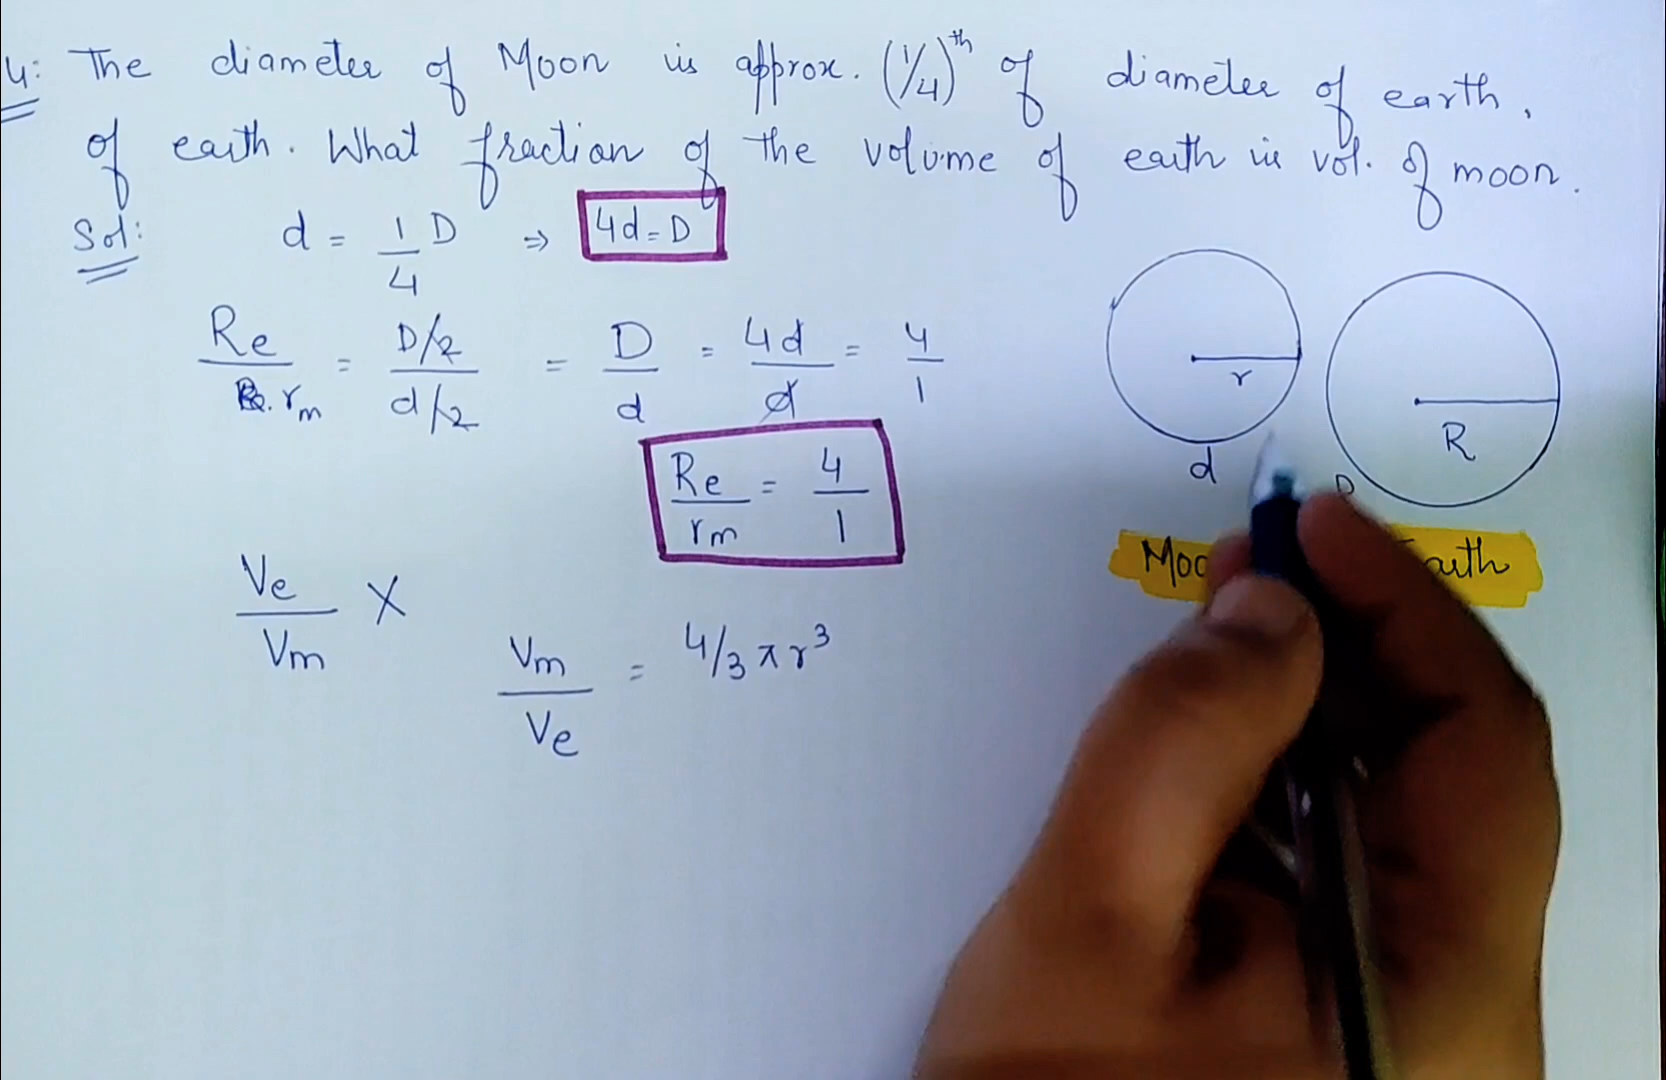 4: The diameter of Moon is approx. (1/4)th of diameter of earth,
of earth. What fraction of the volume of earth is vol. of moon.
Sol: d = 1/4 D ⇒ 4d = D
Re/rm = D/2 / d/2 = D/d = 4d/d = 4/1
Re/rm = 4/1
r
R
d
D
Ve/Vm X
Vm/Ve = 4/3 π r³